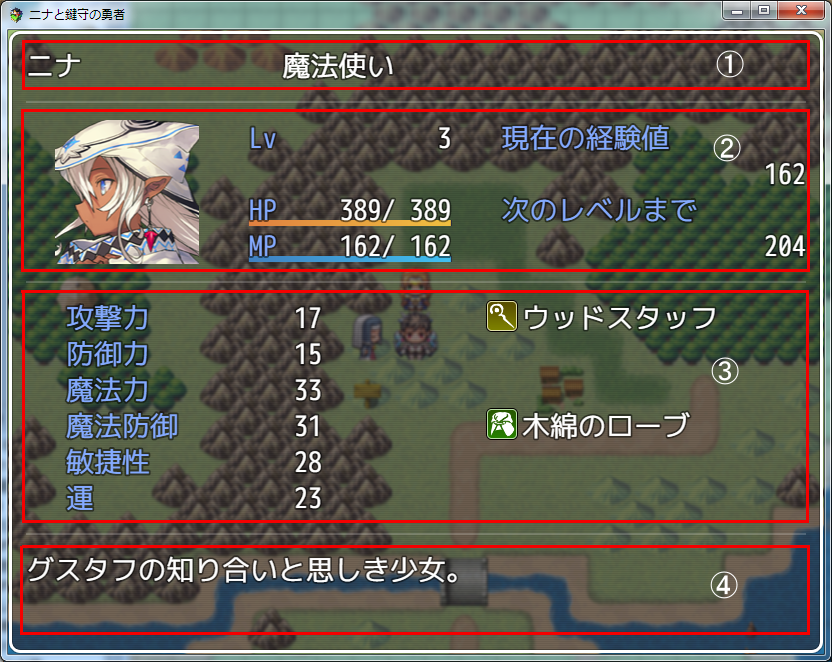 ニナと鍵守の勇者
ニナ 魔法使い ①
Lv 3 現在の経験値 ②
162
HP 389/ 389 次のレベルまで
MP 162/ 162 204
攻撃力 17 ウッドスタッフ
防御力 15
魔法力 33 ③
魔法防御 31 木綿のローブ
敏捷性 28
運 23
グスタフの知り合いと思しき少女。 ④